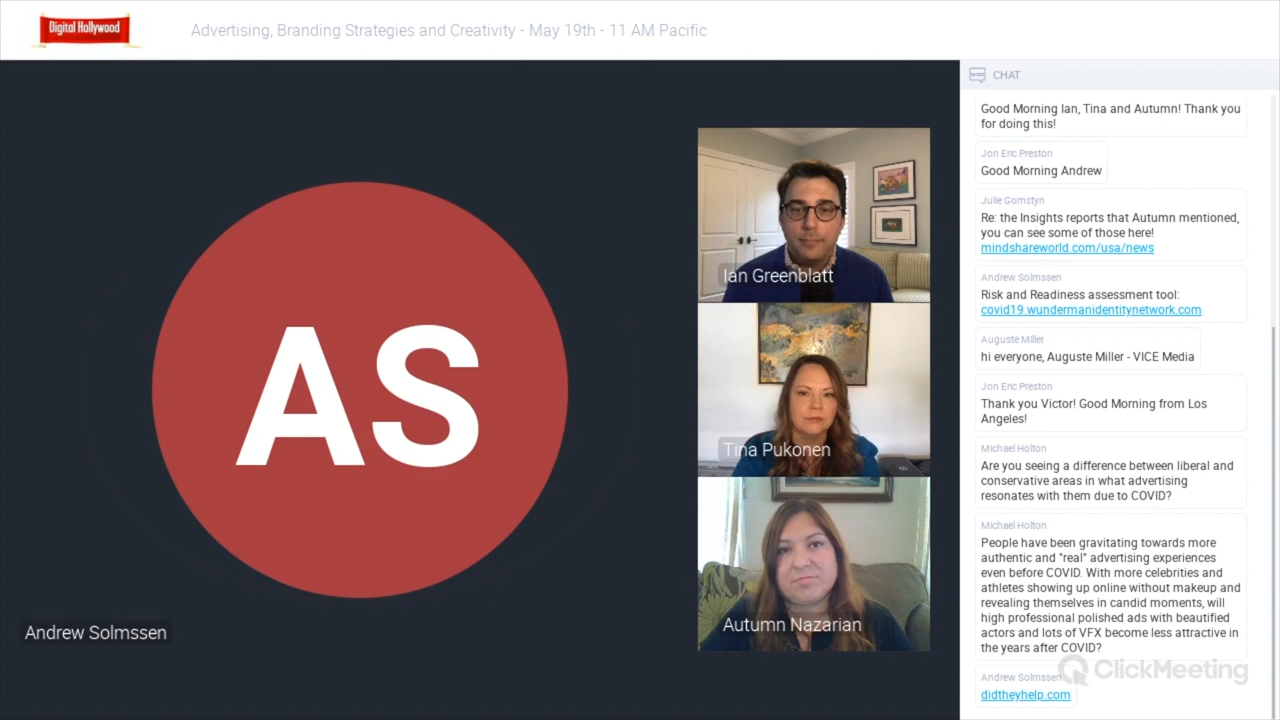 Digital Hollywood
Advertising, Branding Strategies and Creativity - May 19th - 11 AM Pacific
CHAT
Good Morning Ian, Tina and Autumn! Thank you
for doing this!
Jon Eric Preston
Good Morning Andrew
Julie Gomstyn
Re: the Insights reports that Autumn mentioned,
you can see some of those here!
mindshareworld.com/usa/news
Andrew Solmssen
Risk and Readiness assessment tool:
covid19.wundermanidentitynetwork.com
Auguste Miller
hi everyone, Auguste Miller - VICE Media
Jon Eric Preston
Thank you Victor! Good Morning from Los
Angeles!
Michael Holton
Are you seeing a difference between liberal and
conservative areas in what advertising
resonates with them due to COVID?
Michael Holton
People have been gravitating towards more
authentic and "real" advertising experiences
even before COVID. With more celebrities and
athletes showing up online without makeup and
revealing themselves in candid moments, will
high professional polished ads with beautified
actors and lots of VFX become less attractive in
the years after COVID?
Andrew Solmssen
didtheyhelp.com
ClickMeeting
AS
Andrew Solmssen
Ian Greenblatt
Tina Pukonen
Autumn Nazarian